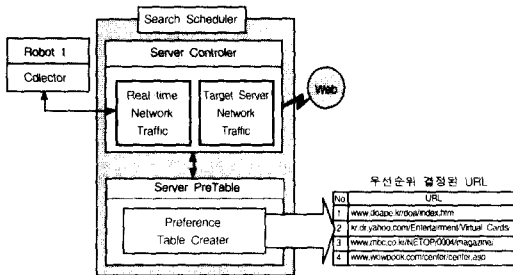 Search Scheduler
Robot 1
Cdlector
Server Controler
Real time
Network
Traffic
Target Server
Network
Traffic
Web
Server PreTable
Preference
Table Creater
우선순위 결정된 URL
No URL
1 www.doape.kr/doa/index.htm
2 kr.dir.yahoo.com/Entertainment/Virtual Cards
3 www.mbc.co.kr/NETOP/0004/magazine/
4 www.wowbook.com/center/center.asp